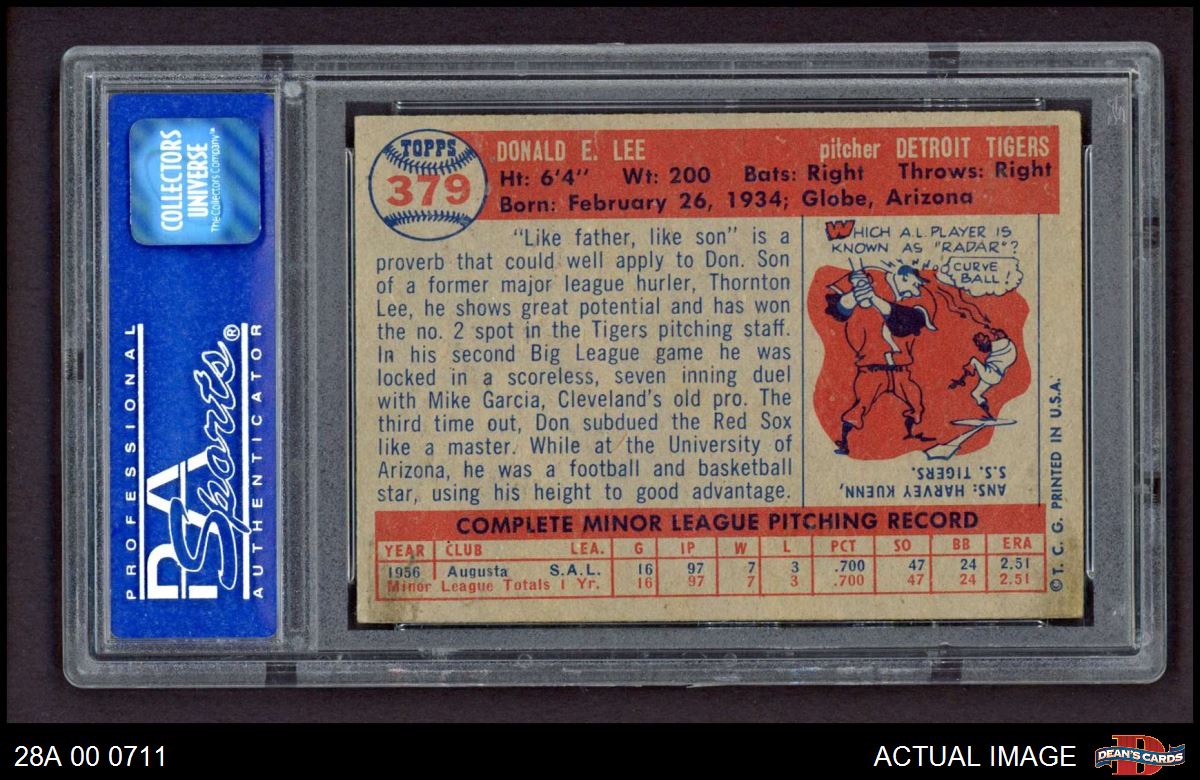 COLLECTORS
UNIVERSE
The Collectors Company™
PROFESSIONAL
PSA
Sports®
AUTHENTICATOR
TOPPS
379
DONALD E. LEE pitcher DETROIT TIGERS
Ht: 6'4" Wt: 200 Bats: Right Throws: Right
Born: February 26, 1934; Globe, Arizona
"Like father, like son" is a
proverb that could well apply to Don. Son
of a former major league hurler, Thornton
Lee, he shows great potential and has won
the no. 2 spot in the Tigers pitching staff.
In his second Big League game he was
locked in a scoreless, seven inning duel
with Mike Garcia, Cleveland's old pro. The
third time out, Don subdued the Red Sox
like a master. While at the University of
Arizona, he was a football and basketball
star, using his height to good advantage.
WHICH A.L. PLAYER IS
KNOWN AS "RADAR"?
CURVE
BALL!
ANS: HARVEY KUENN,
S.S. TIGERS.
© T. C. G. PRINTED IN U.S.A.
COMPLETE MINOR LEAGUE PITCHING RECORD
YEAR CLUB LEA. G IP W L PCT SO BB ERA
1956 Augusta S.A.L. 16 97 7 3 .700 47 24 2.51
Minor League Totals 1 Yr. 16 97 7 3 .700 47 24 2.51
28A 00 0711
ACTUAL IMAGE
D
DEAN'S CARDS